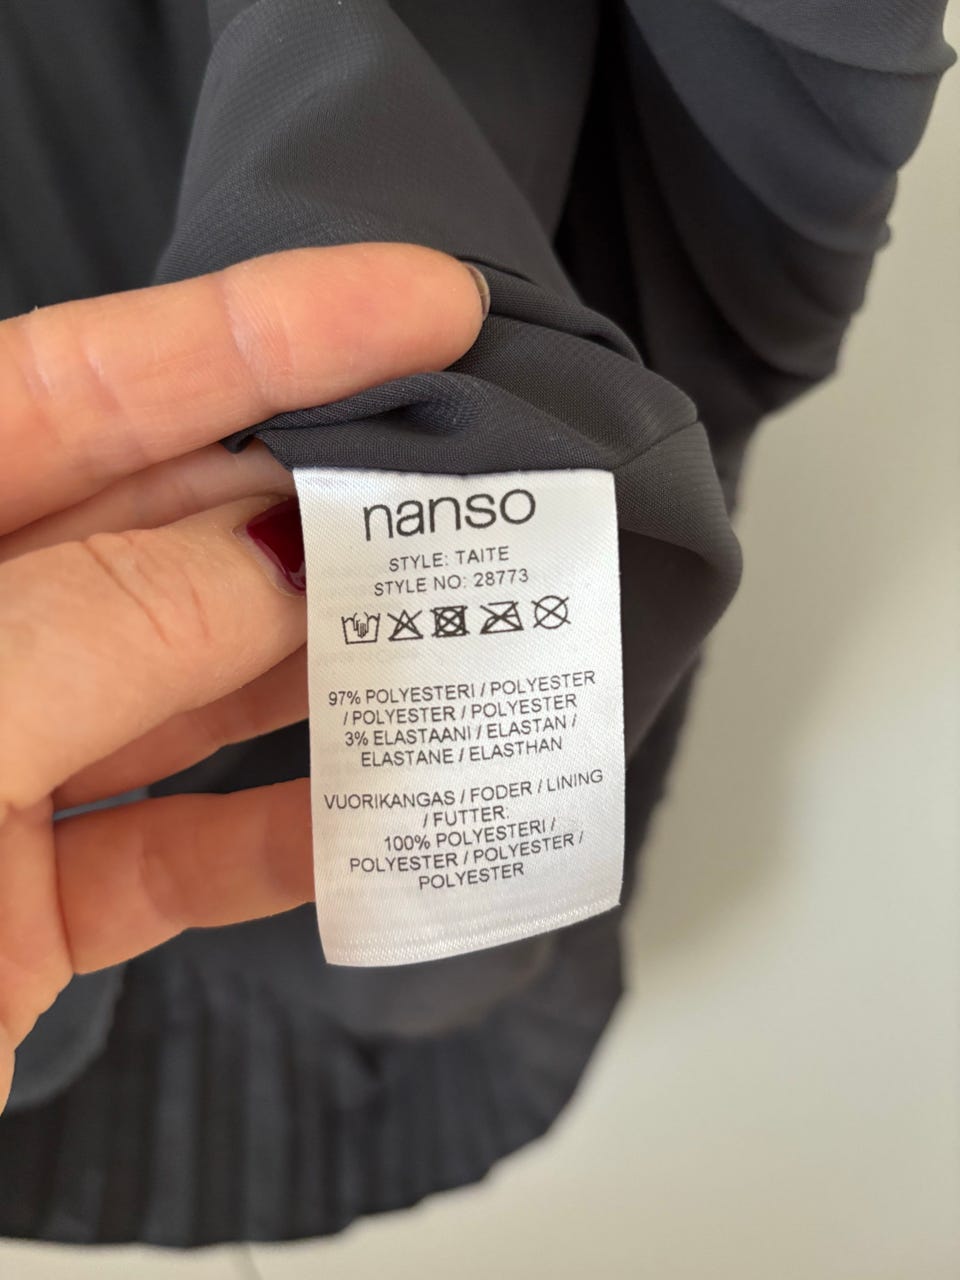 nanso
STYLE: TAITE
STYLE NO: 28773
97% POLYESTERI / POLYESTER
/ POLYESTER / POLYESTER
3% ELASTAANI / ELASTAN /
ELASTANE / ELASTHAN
VUORIKANGAS / FODER / LINING
/ FUTTER:
100% POLYESTERI /
POLYESTER / POLYESTER /
POLYESTER